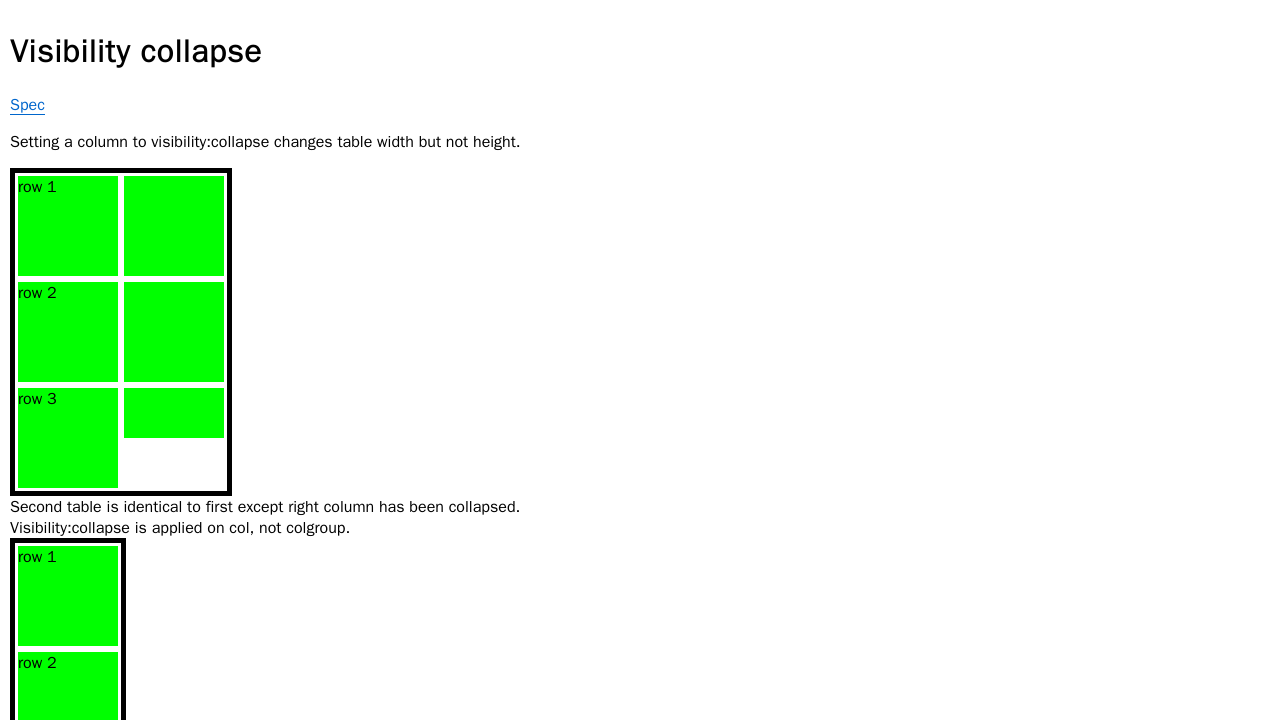 Visibility collapse
Spec
Setting a column to visibility:collapse changes table width but not height.
row 1
row 2
row 3
Second table is identical to first except right column has been collapsed.
Visibility:collapse is applied on col, not colgroup.
row 1
row 2